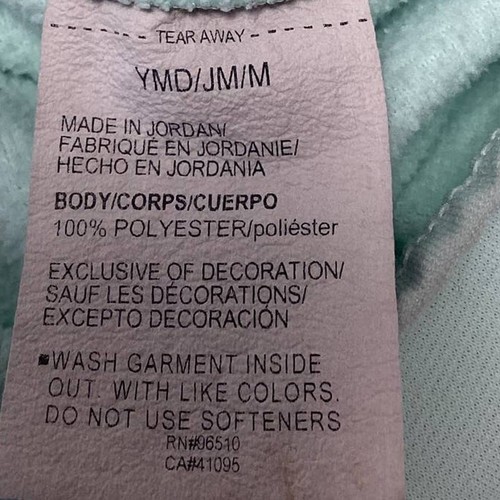 TEAR AWAY
YMD/JM/M
MADE IN JORDAN/
FABRIQUÉ EN JORDANIE/
HECHO EN JORDANIA
BODY/CORPS/CUERPO
100% POLYESTER/poliéster
EXCLUSIVE OF DECORATION/
SAUF LES DÉCORATIONS/
EXCEPTO DECORACIÓN
WASH GARMENT INSIDE
OUT. WITH LIKE COLORS.
DO NOT USE SOFTENERS
RN#96510
CA#41095